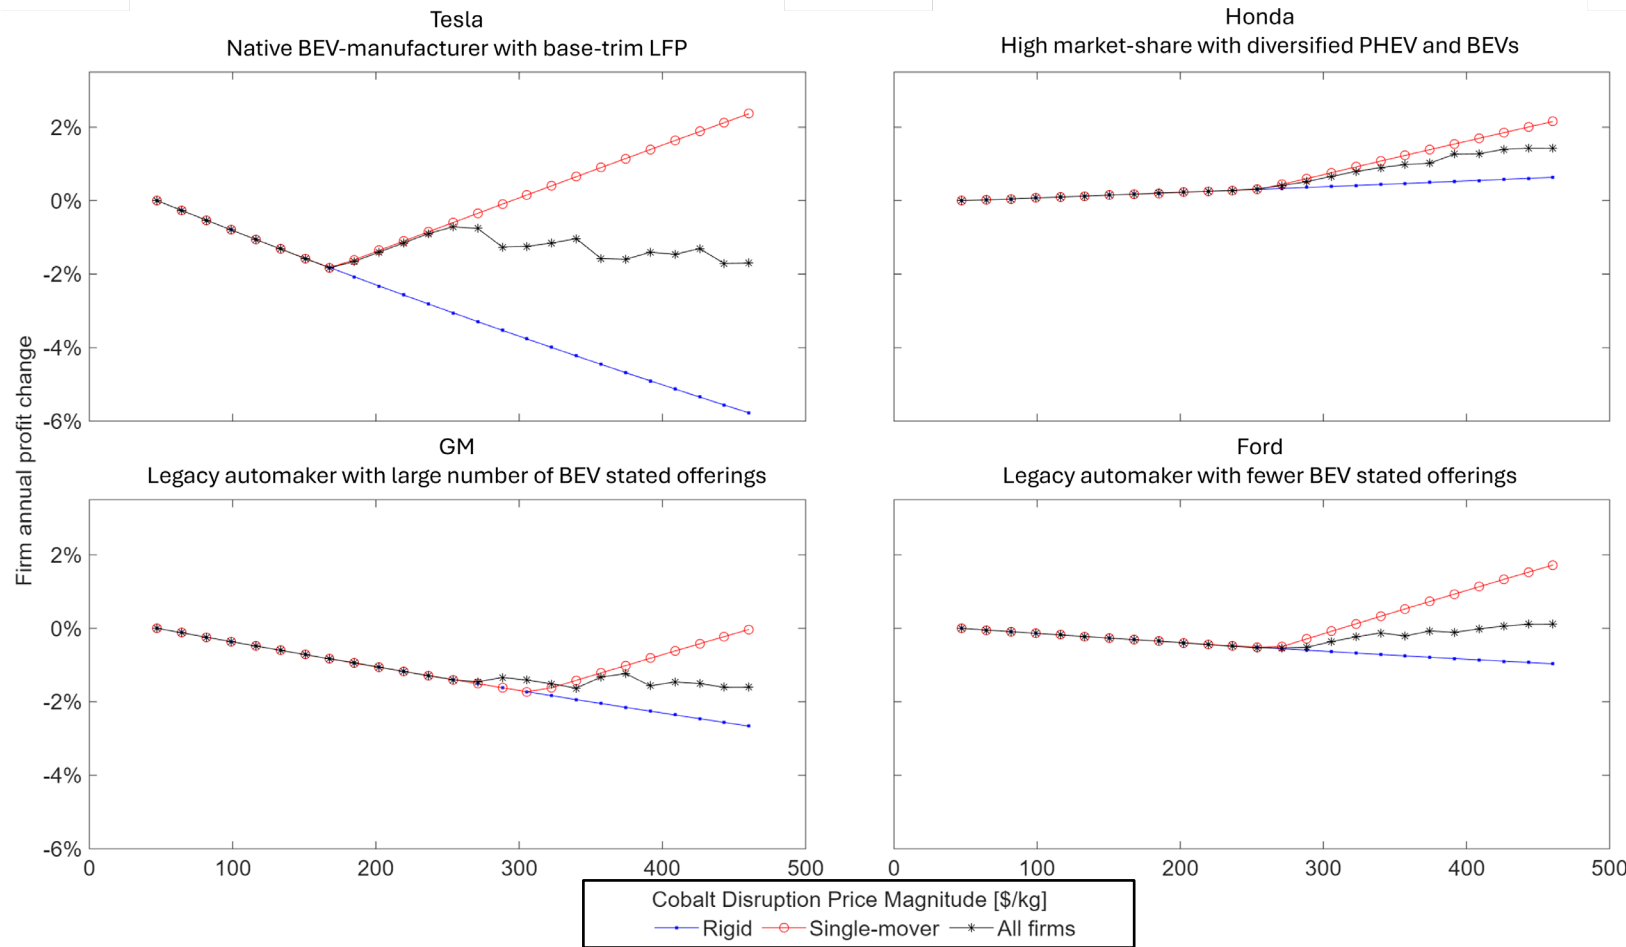 Tesla
Native BEV-manufacturer with base-trim LFP
Honda
High market-share with diversified PHEV and BEVs
2%
0%
-2%
-4%
-6%
Firm annual profit change
GM
Legacy automaker with large number of BEV stated offerings
Ford
Legacy automaker with fewer BEV stated offerings
2%
0%
-2%
-4%
-6%
0 100 200 300 400 500
0 100 200 300 400 500
Cobalt Disruption Price Magnitude [$/kg]
Rigid Single-mover All firms